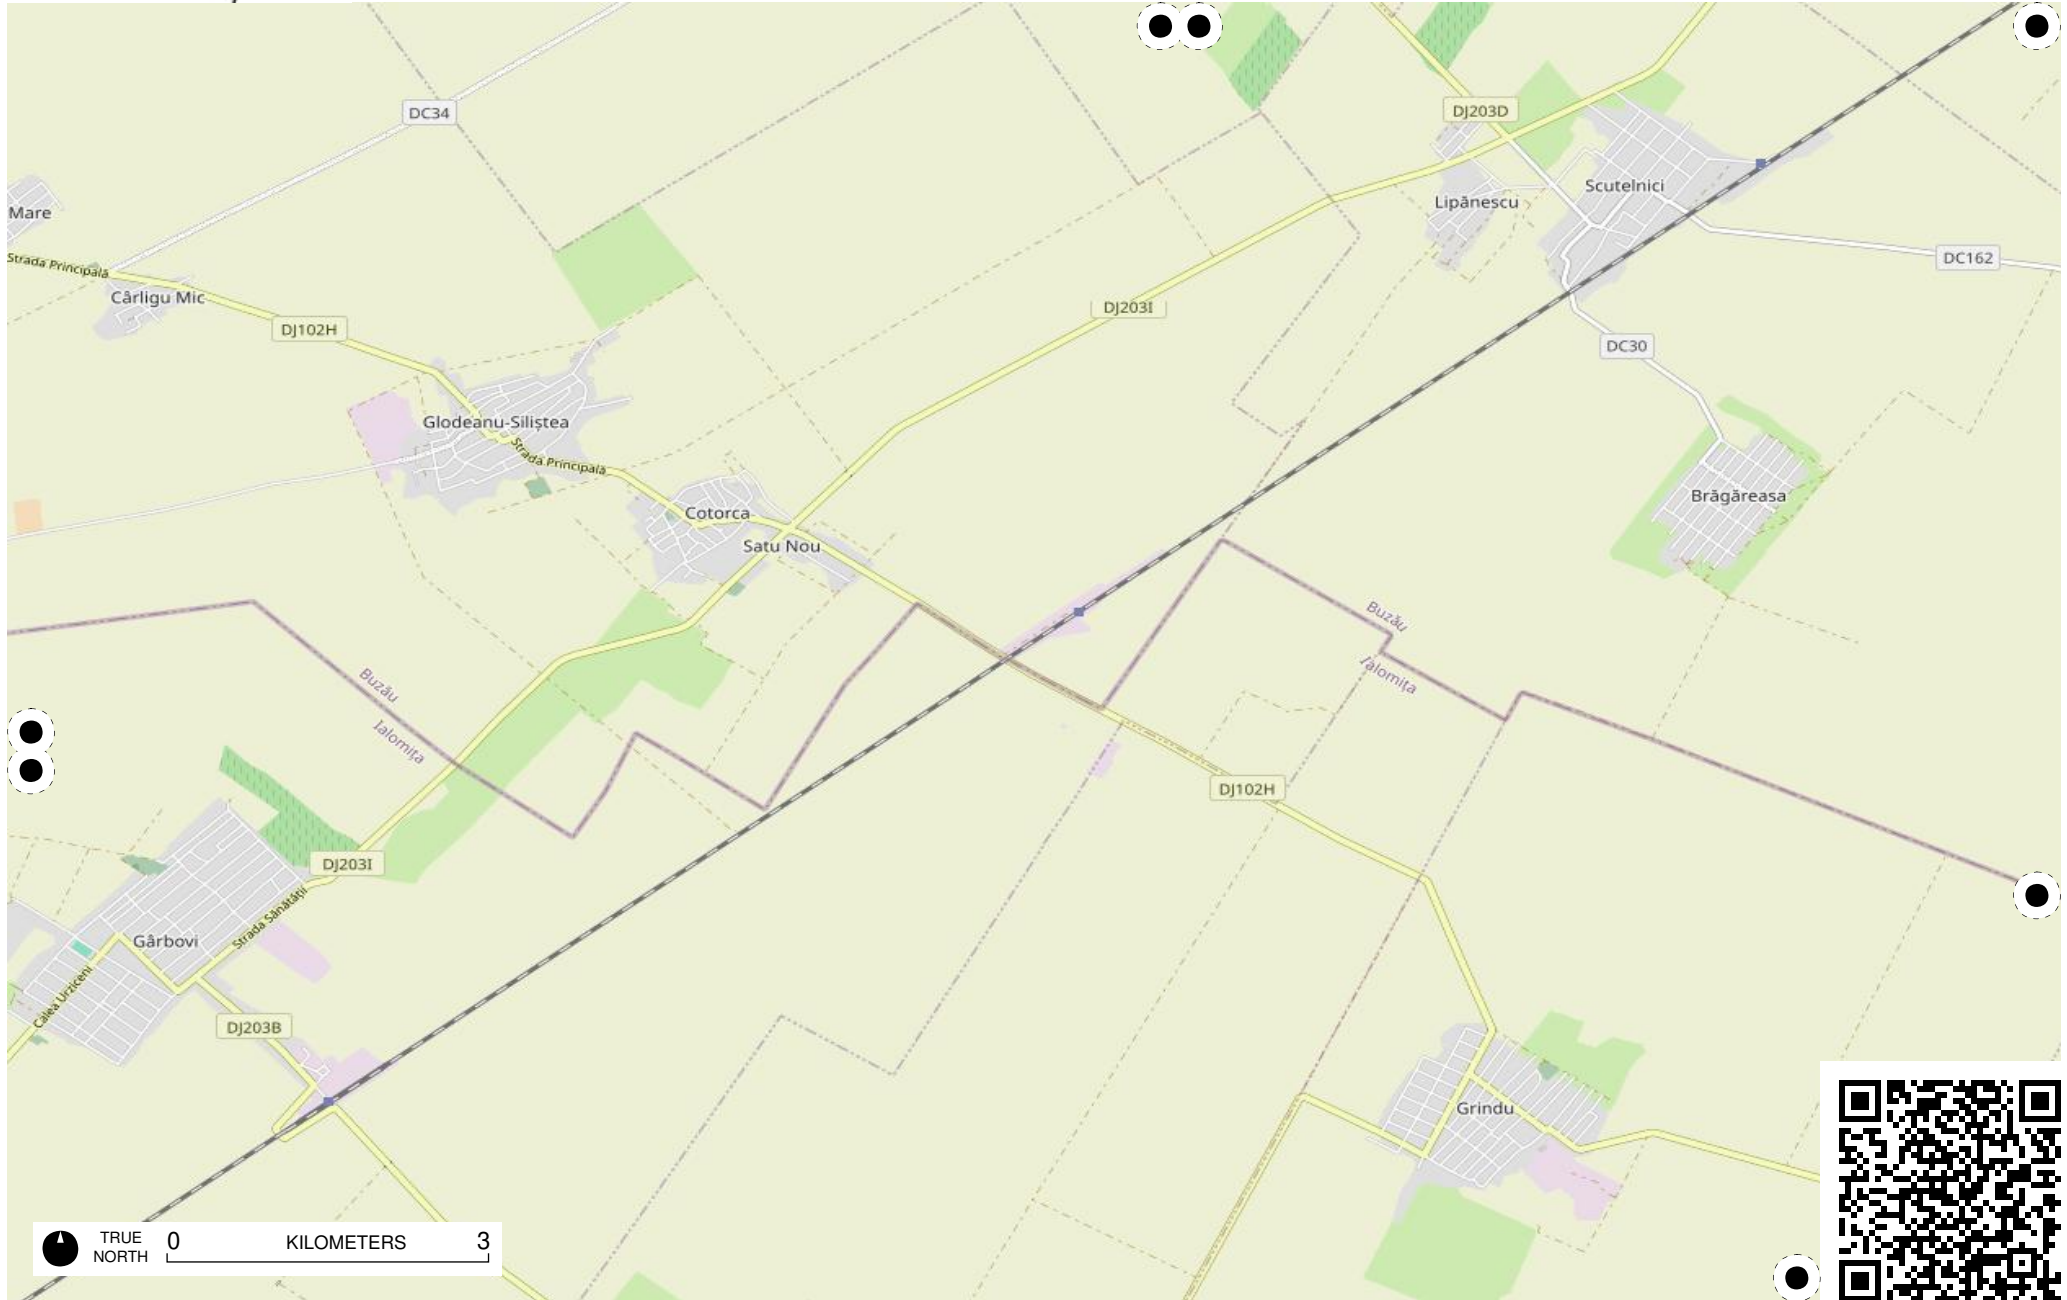 DC34
DJ203D
Scutelnici
Lipănescu
Mare
Strada Principală
DC162
Cârligu Mic
DJ203I
DJ102H
DC30
Glodeanu-Siliștea
Strada Principală
Brăgăreasa
Cotorca
Satu Nou
Buzău
Ialomița
Buzău
Ialomița
DJ102H
DJ203I
Strada Sănătății
Gârbovi
Calea Urziceni
DJ203B
Grindu
TRUE NORTH
0 KILOMETERS 3